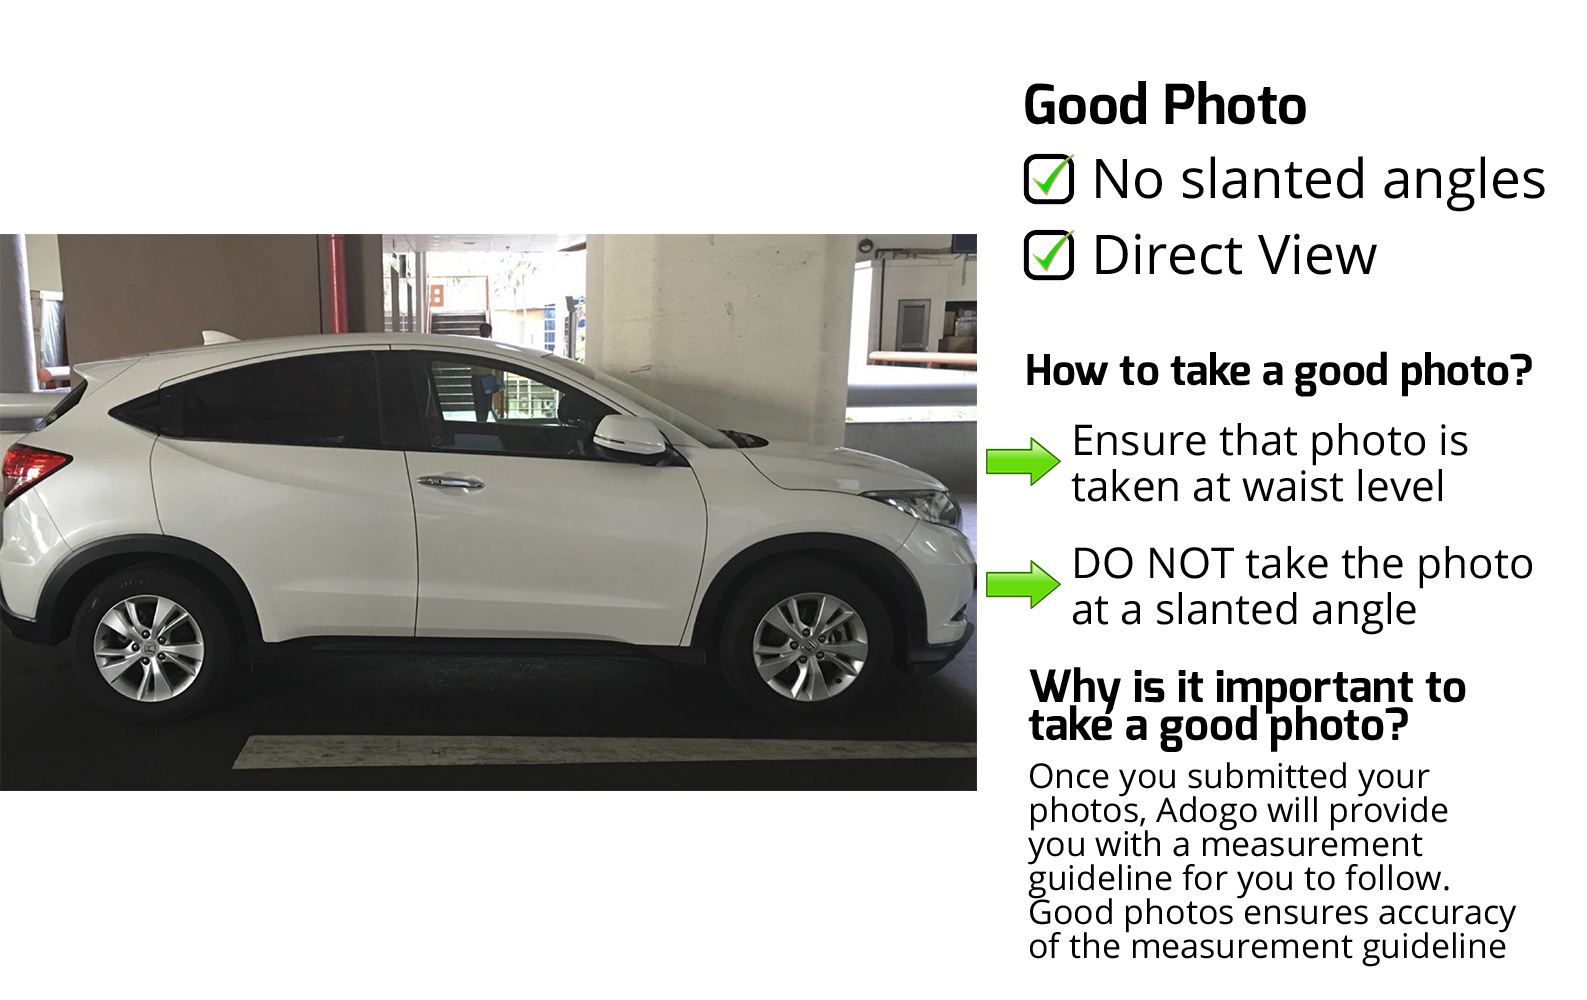 Good Photo
No slanted angles
Direct View
How to take a good photo?
Ensure that photo is
taken at waist level
DO NOT take the photo
at a slanted angle
Why is it important to
take a good photo?
Once you submitted your
photos, Adogo will provide
you with a measurement
guideline for you to follow.
Good photos ensures accuracy
of the measurement guideline
B